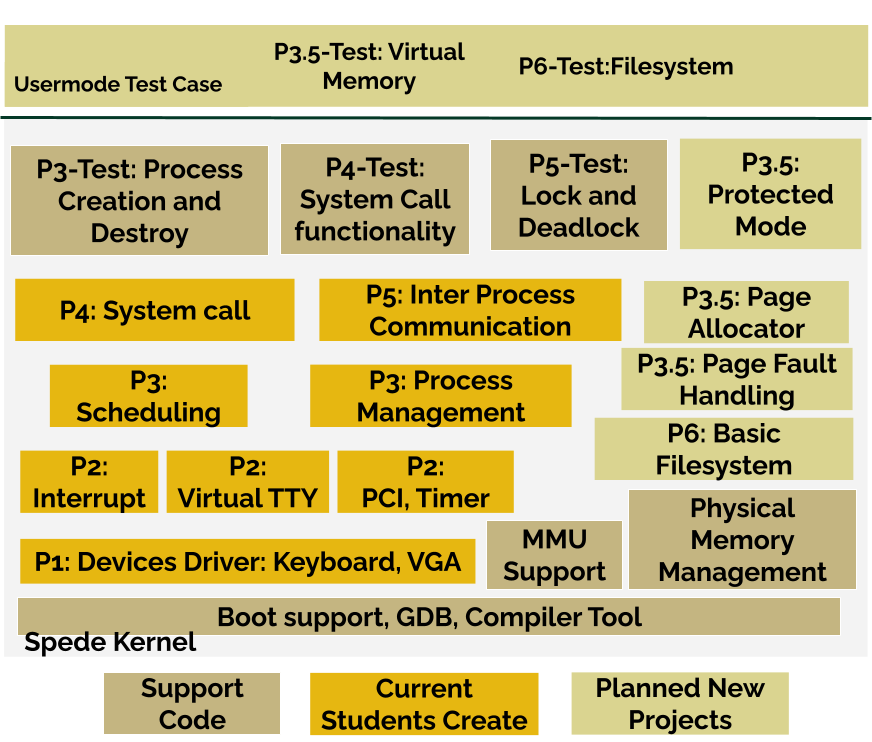 P3.5-Test: Virtual
Memory
P6-Test:Filesystem
Usermode Test Case
P3-Test: Process
Creation and
Destroy
P4-Test:
System Call
functionality
P5-Test:
Lock and
Deadlock
P3.5:
Protected
Mode
P4: System call
P5: Inter Process
Communication
P3.5: Page
Allocator
P3:
Scheduling
P3: Process
Management
P3.5: Page Fault
Handling
P6: Basic
Filesystem
P2:
Interrupt
P2:
Virtual TTY
P2:
PCI, Timer
Physical
Memory
Management
MMU
Support
P1: Devices Driver: Keyboard, VGA
Boot support, GDB, Compiler Tool
Spede Kernel
Support
Code
Current
Students Create
Planned New
Projects